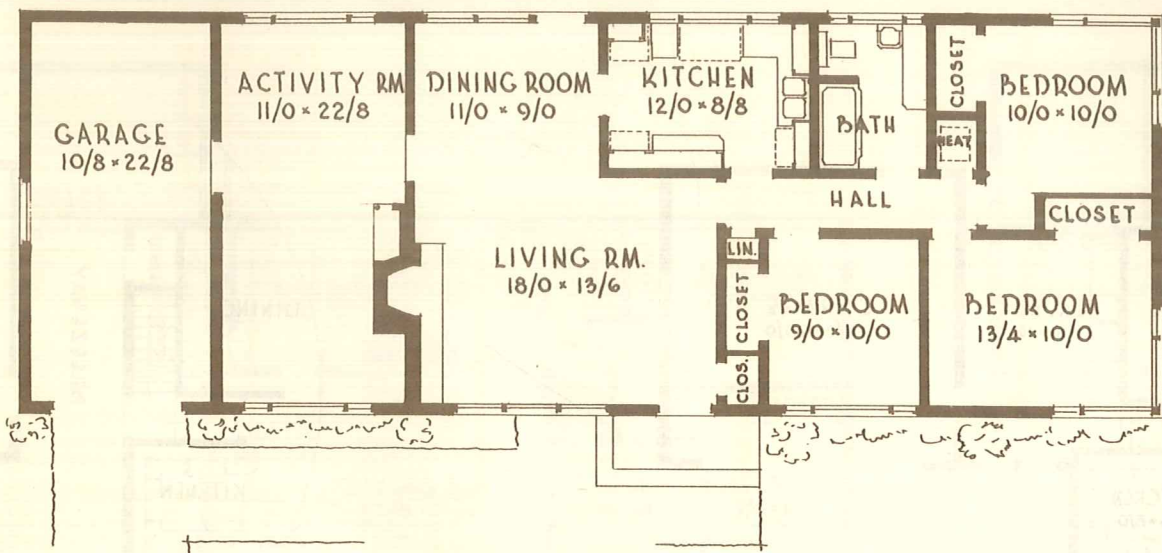 GARAGE
10/8 × 22/8
ACTIVITY RM
11/0 × 22/8
DINING ROOM
11/0 × 9/0
KITCHEN
12/0 × 8/8
BATH
CLOSET
HEAT
BEDROOM
10/0 × 10/0
HALL
CLOSET
LIVING RM.
18/0 × 13/6
LIN.
CLOSET
CLOS.
BEDROOM
9/0 × 10/0
BEDROOM
13/4 × 10/0